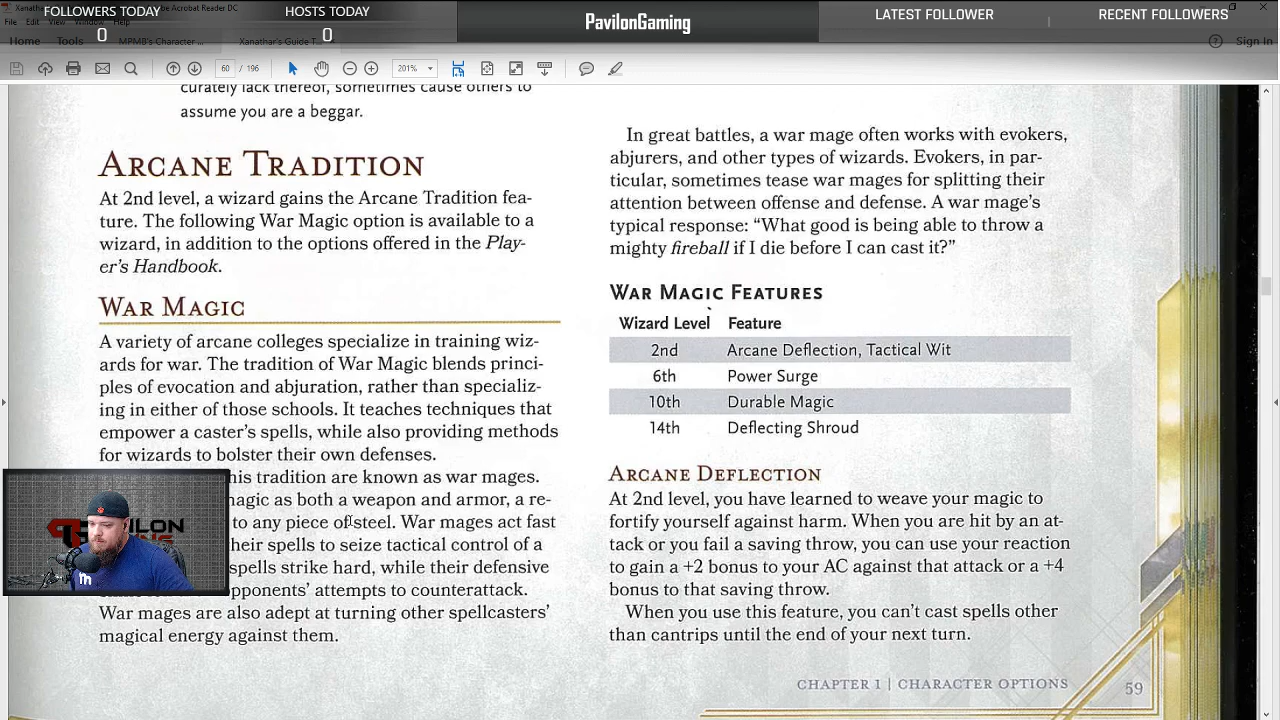 FOLLOWERS TODAY
0
HOSTS TODAY
0
PavilonGaming
LATEST FOLLOWER
RECENT FOLLOWERS
Acrobat Reader DC
Home
Tools
MPMB's Character ...
Xanathar's Guide T...
Sign In
60 / 196
201%
curately lack thereof, sometimes cause others to
assume you are a beggar.
ARCANE TRADITION
At 2nd level, a wizard gains the Arcane Tradition fea-
ture. The following War Magic option is available to a
wizard, in addition to the options offered in the Play-
er's Handbook.
WAR MAGIC
A variety of arcane colleges specialize in training wiz-
ards for war. The tradition of War Magic blends princi-
ples of evocation and abjuration, rather than specializ-
ing in either of those schools. It teaches techniques that
empower a caster's spells, while also providing methods
for wizards to bolster their own defenses.
his tradition are known as war mages.
magic as both a weapon and armor, a re-
to any piece of steel. War mages act fast
heir spells to seize tactical control of a
spells strike hard, while their defensive
pponents' attempts to counterattack.
War mages are also adept at turning other spellcasters'
magical energy against them.
In great battles, a war mage often works with evokers,
abjurers, and other types of wizards. Evokers, in par-
ticular, sometimes tease war mages for splitting their
attention between offense and defense. A war mage's
typical response: “What good is being able to throw a
mighty fireball if I die before I can cast it?”
WAR MAGIC FEATURES
Wizard Level Feature
2nd Arcane Deflection, Tactical Wit
6th Power Surge
10th Durable Magic
14th Deflecting Shroud
ARCANE DEFLECTION
At 2nd level, you have learned to weave your magic to
fortify yourself against harm. When you are hit by an at-
tack or you fail a saving throw, you can use your reaction
to gain a +2 bonus to your AC against that attack or a +4
bonus to that saving throw.
When you use this feature, you can't cast spells other
than cantrips until the end of your next turn.
CHAPTER 1 | CHARACTER OPTIONS
59